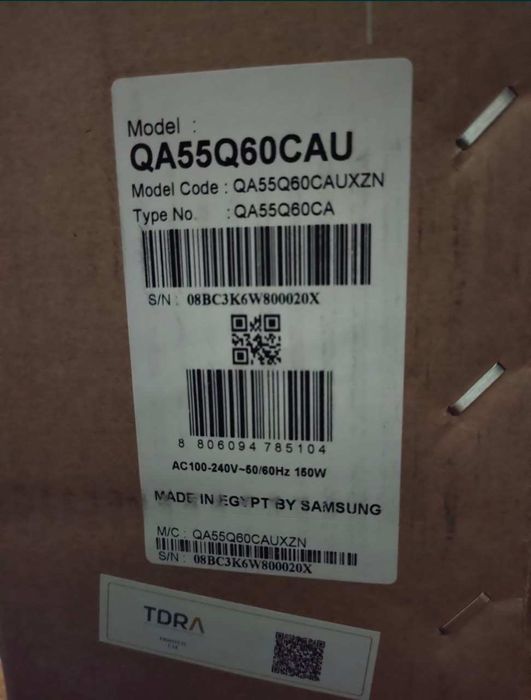 Model :
QA55Q60CAU
Model Code : QA55Q60CAUXZN
Type No. : QA55Q60CA
S/N : 08BC3K6W800020X
8 806094 785104
AC100-240V~50/60Hz 150W
MADE IN EGYPT BY SAMSUNG
M/C : QA55Q60CAUXZN
S/N : 08BC3K6W800020X
TDRA